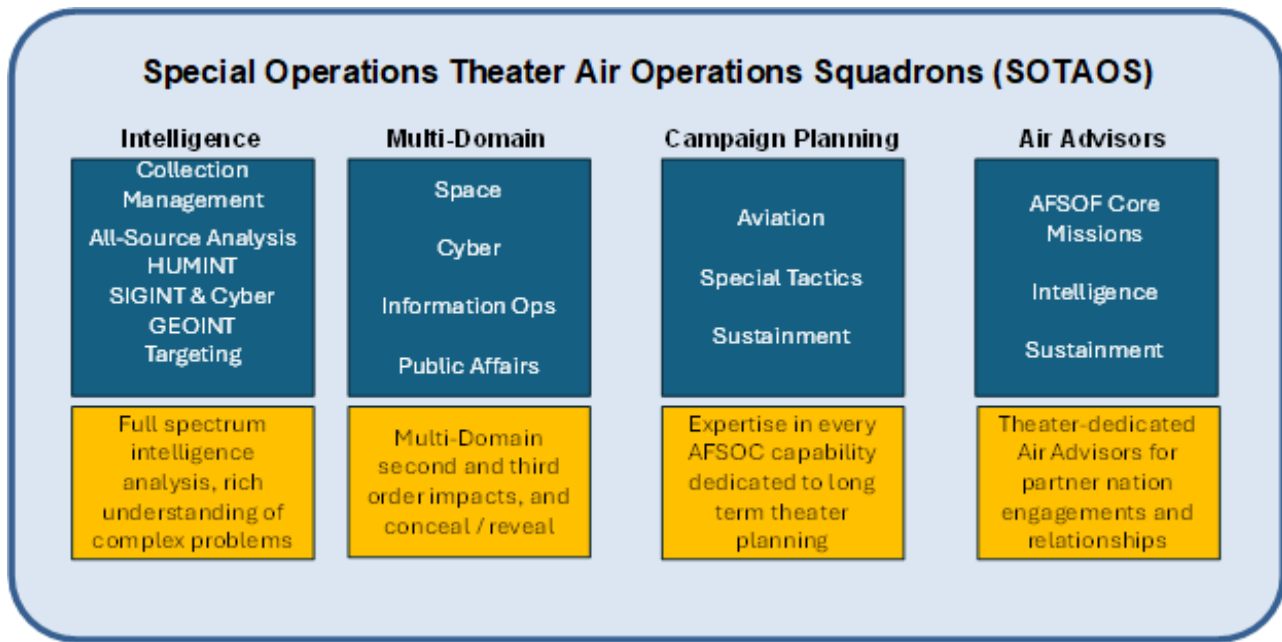 Special Operations Theater Air Operations Squadrons (SOTAOS)
Intelligence
Collection
Management
All-Source Analysis
HUMINT
SIGINT & Cyber
GEOINT
Targeting
Full spectrum
intelligence
analysis, rich
understanding of
complex problems
Multi-Domain
Space
Cyber
Information Ops
Public Affairs
Multi-Domain
second and third
order impacts, and
conceal / reveal
Campaign Planning
Aviation
Special Tactics
Sustainment
Expertise in every
AFSOC capability
dedicated to long
term theater
planning
Air Advisors
AFSOF Core
Missions
Intelligence
Sustainment
Theater-dedicated
Air Advisors for
partner nation
engagements and
relationships